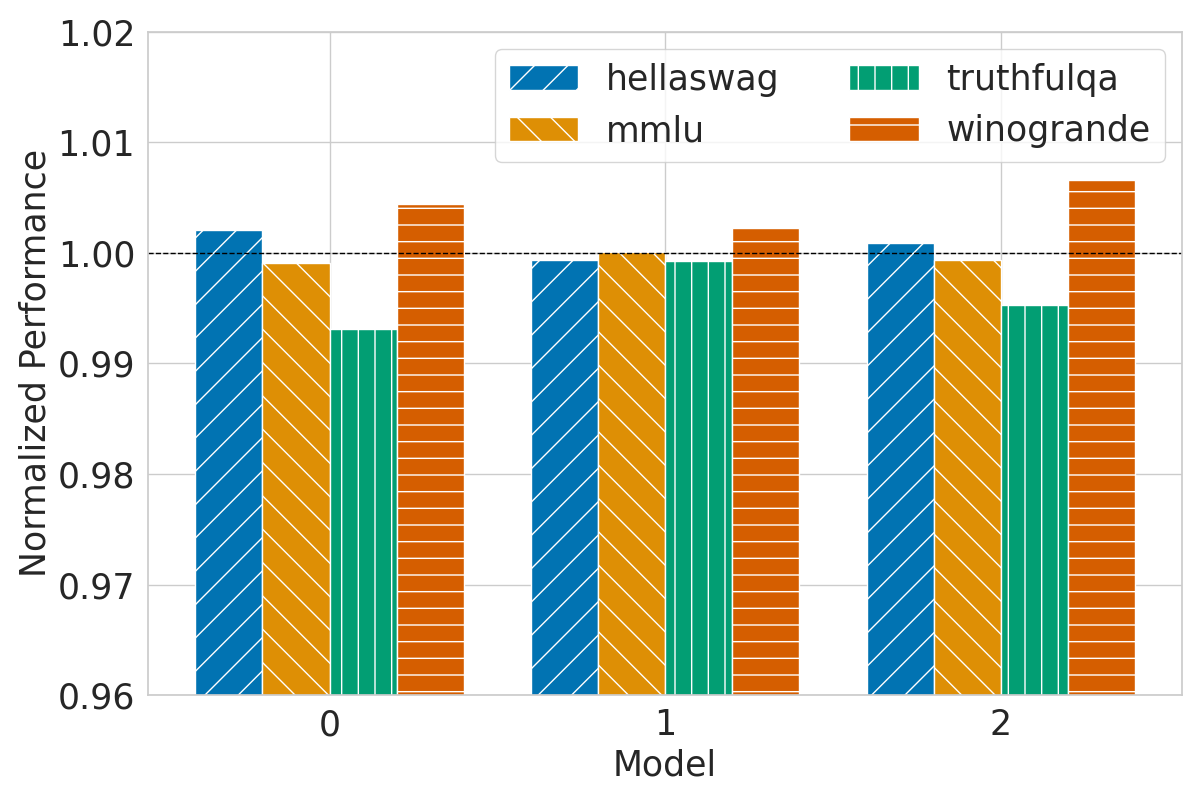 1.02
1.01
1.00
0.99
0.98
0.97
0.96
Normalized Performance
hellaswag
mmlu
truthfulqa
winogrande
0
1
2
Model